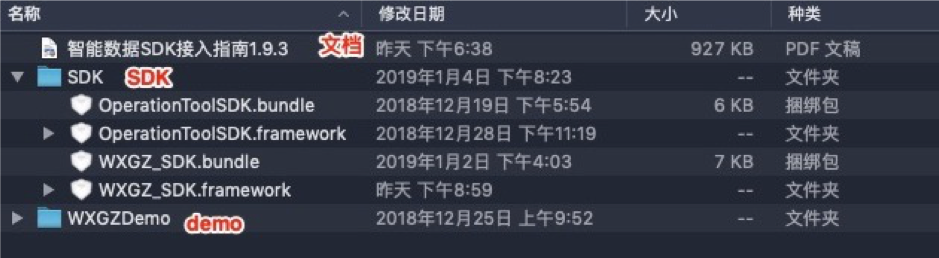 名称 修改日期 大小 种类
智能数据SDK接入指南1.9.3 文档 昨天 下午6:38 927 KB PDF 文稿
SDK SDK 2019年1月4日 下午8:23 -- 文件夹
OperationToolSDK.bundle 2018年12月19日 下午5:54 6 KB 捆绑包
OperationToolSDK.framework 2018年12月28日 下午11:19 -- 文件夹
WXGZ_SDK.bundle 2019年1月2日 下午4:03 7 KB 捆绑包
WXGZ_SDK.framework 昨天 下午8:59 -- 文件夹
WXGZDemo demo 2018年12月25日 上午9:52 -- 文件夹